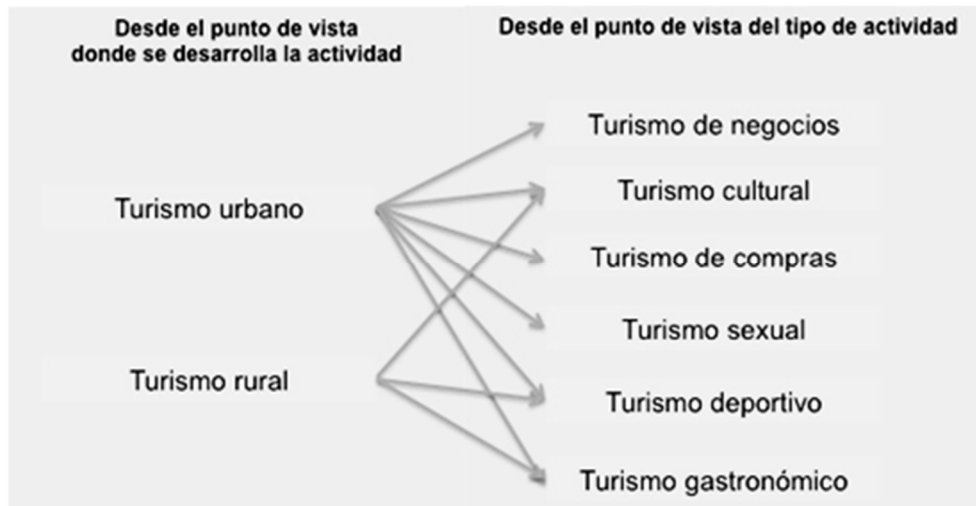 Desde el punto de vista
donde se desarrolla la actividad
Desde el punto de vista del tipo de actividad
Turismo de negocios
Turismo cultural
Turismo urbano
Turismo de compras
Turismo sexual
Turismo rural
Turismo deportivo
Turismo gastronómico